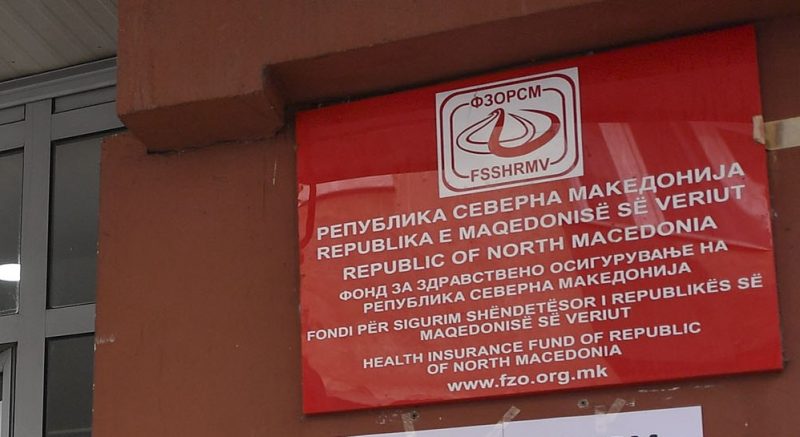 ФЗОРСМ
FSSHRMV
РЕПУБЛИКА СЕВЕРНА МАКЕДОНИЈА
REPUBLIKA E MAQEDONISË SË VERIUT
REPUBLIC OF NORTH MACEDONIA
ФОНД ЗА ЗДРАВСТВЕНО ОСИГУРУВАЊЕ НА
РЕПУБЛИКА СЕВЕРНА МАКЕДОНИЈА
FONDI PËR SIGURIM SHËNDETËSOR I REPUBLIKËS SË
MAQEDONISË SË VERIUT
HEALTH INSURANCE FUND OF REPUBLIC
OF NORTH MACEDONIA
www.fzo.org.mk